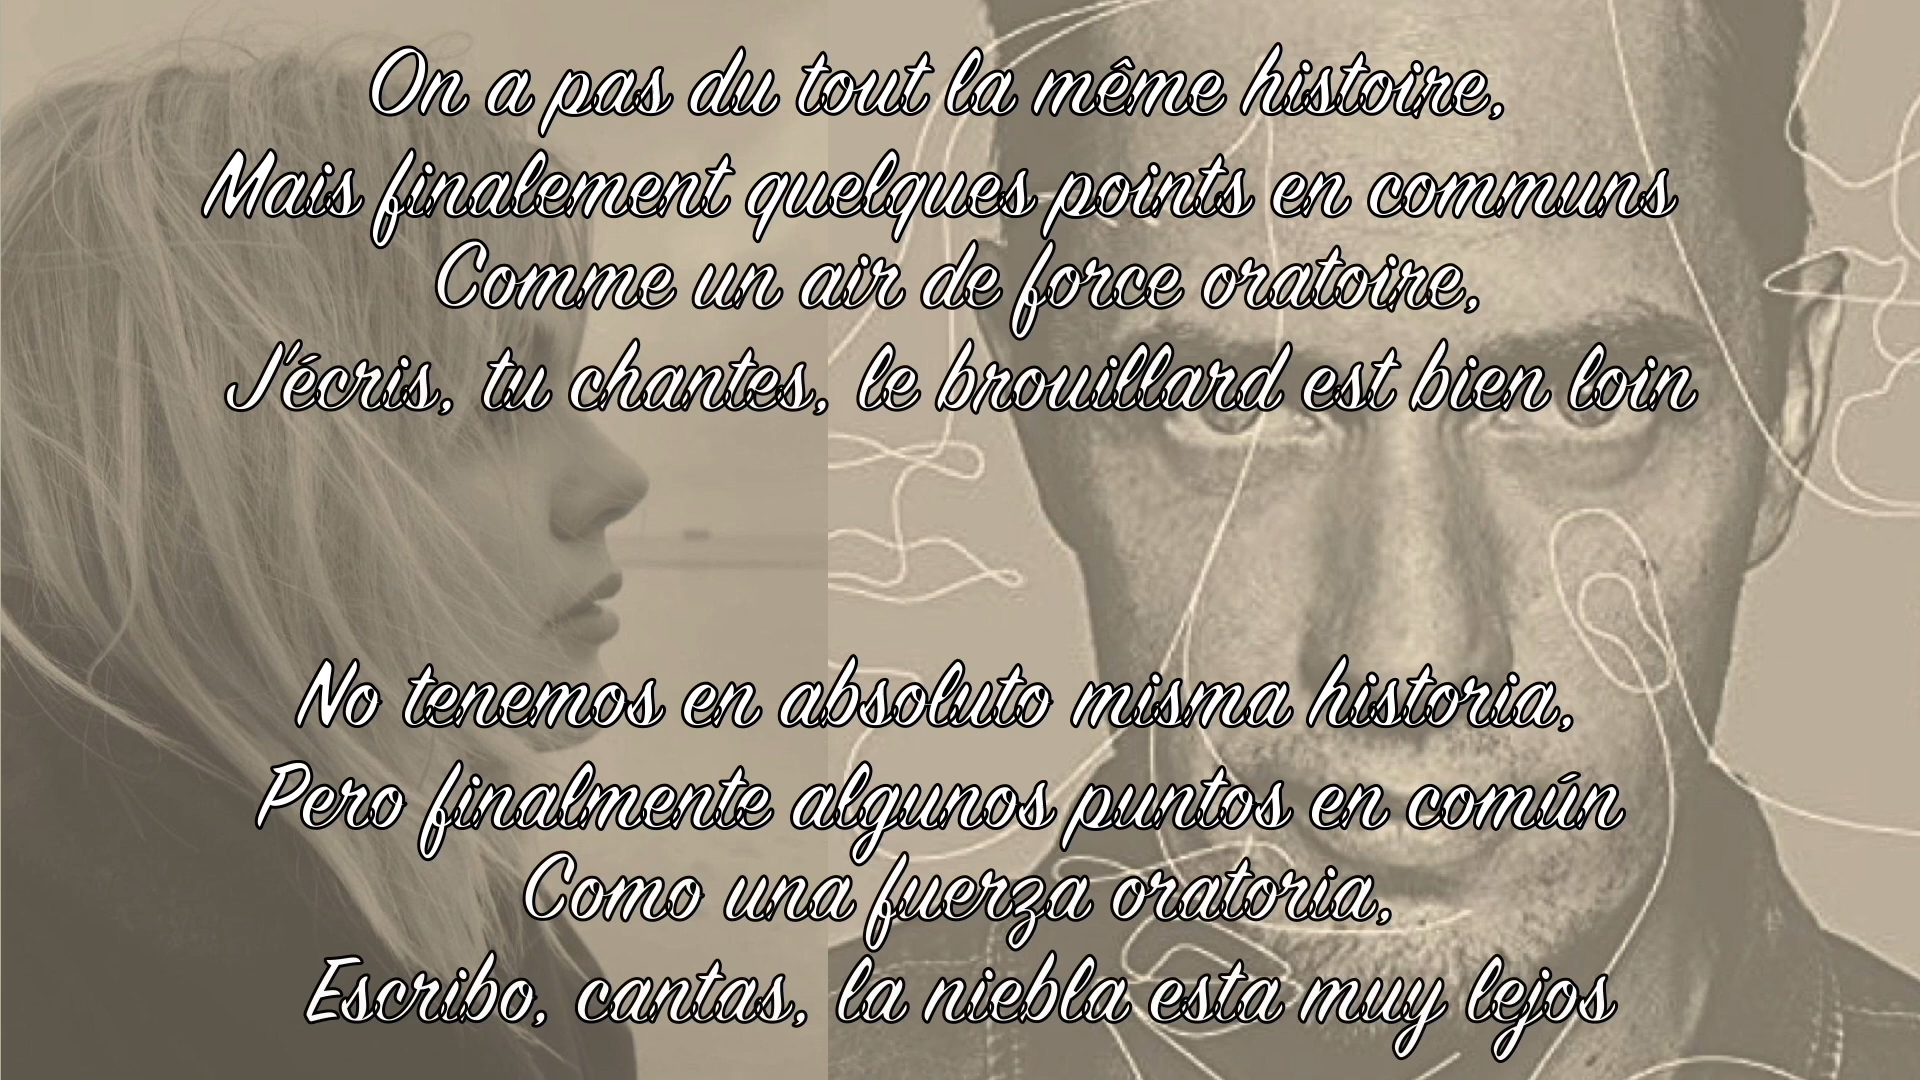 On a pas du tout la même histoire,
Mais finalement quelques points en communs
Comme un air de force oratoire,
J'écris, tu chantes, le brouillard est bien loin
No tenemos en absoluto misma historia,
Pero finalmente algunos puntos en común
Como una fuerza oratoria,
Escribo, cantas, la niebla esta muy lejos